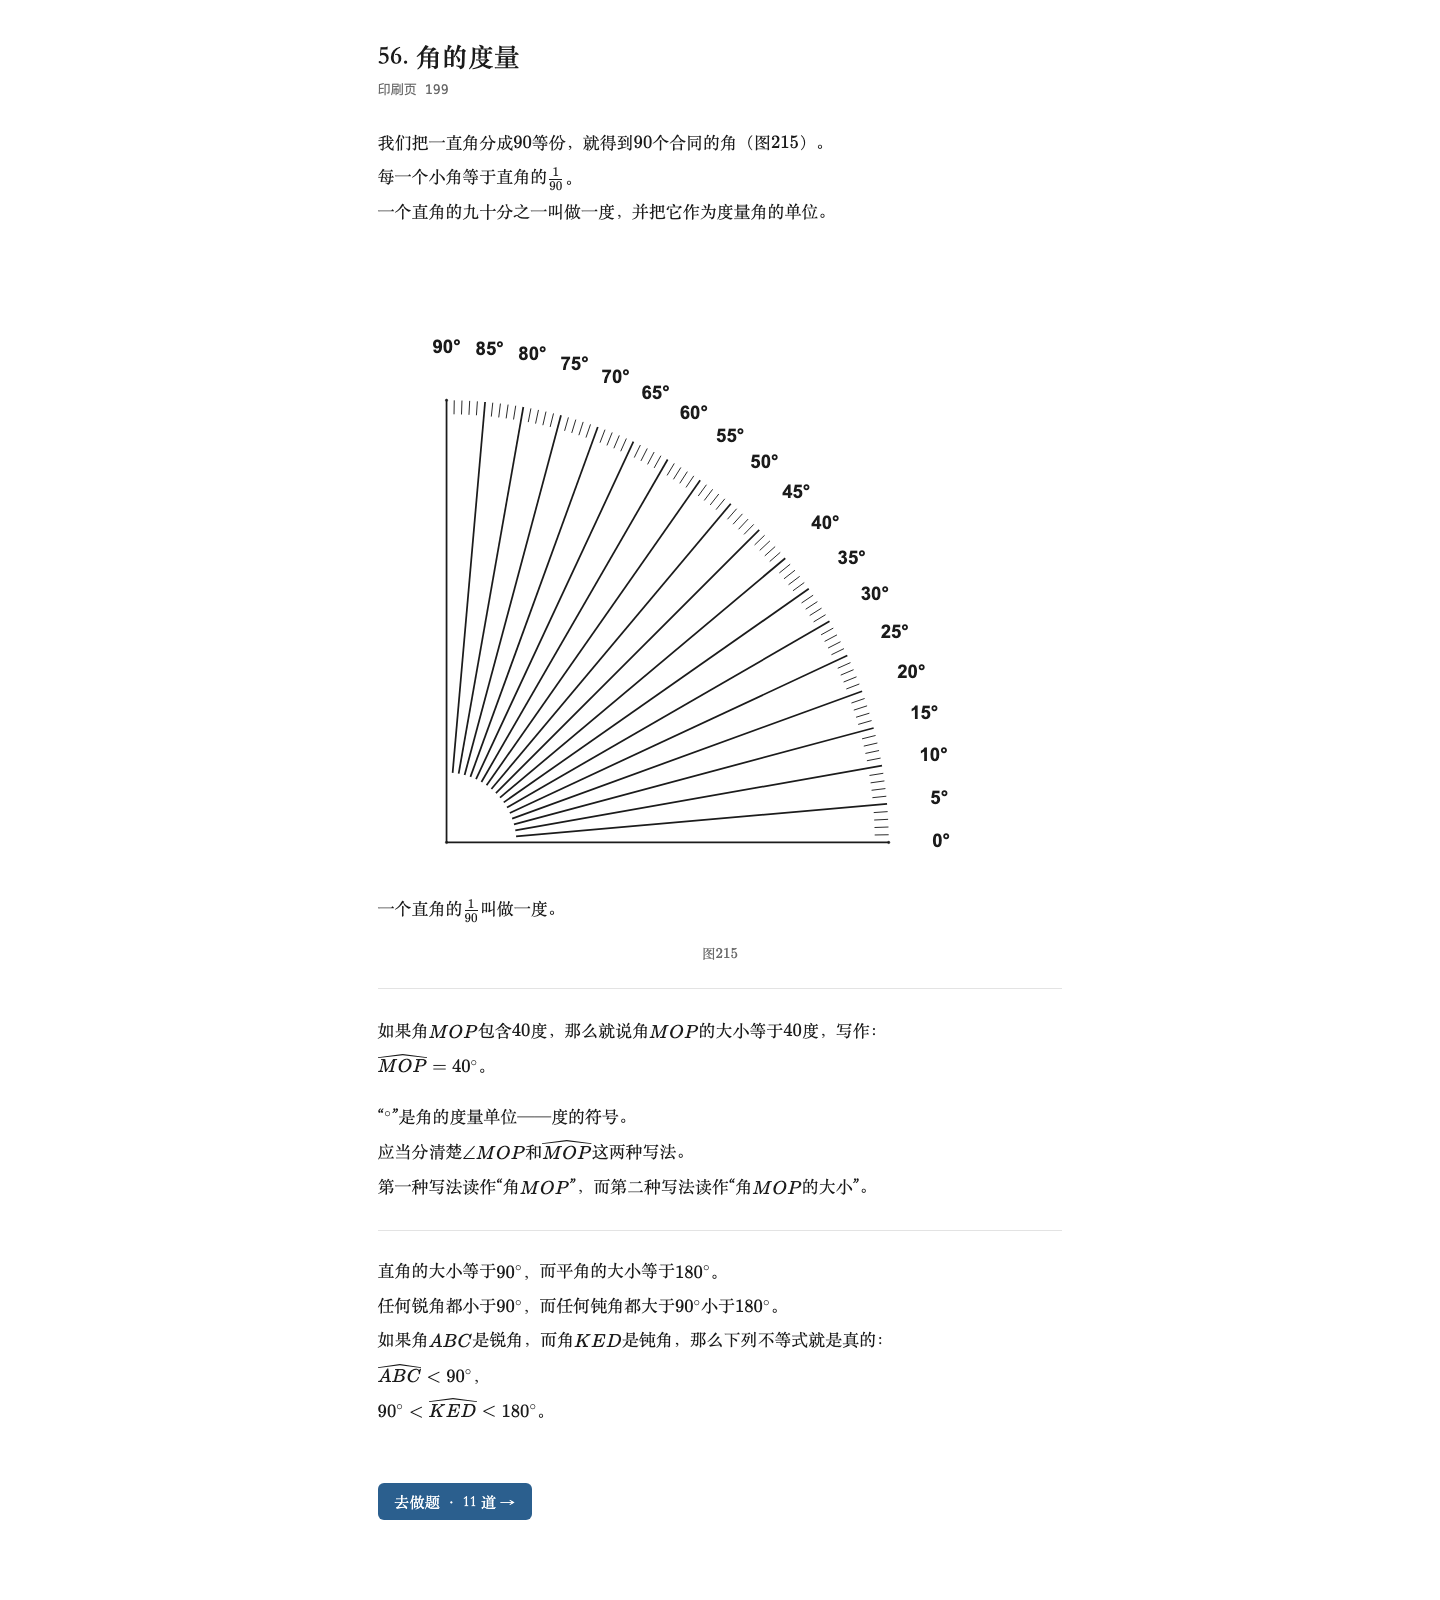 56. 角的度量
印刷页 199
我们把一直角分成90等份，就得到90个合同的角（图215）。
每一个小角等于直角的1/90。
一个直角的九十分之一叫做一度，并把它作为度量角的单位。
90° 85° 80° 75° 70° 65° 60° 55° 50° 45° 40° 35° 30° 25° 20° 15° 10° 5° 0°
一个直角的1/90叫做一度。
图215
如果角MOP包含40度，那么就说角MOP的大小等于40度，写作：
\widehat{MOP} = 40°。
“°”是角的度量单位——度的符号。
应当分清楚∠MOP和\widehat{MOP}这两种写法。
第一种写法读作“角MOP”，而第二种写法读作“角MOP的大小”。
直角的大小等于90°，而平角的大小等于180°。
任何锐角都小于90°，而任何钝角都大于90°小于180°。
如果角ABC是锐角，而角KED是钝角，那么下列不等式就是真的：
\widehat{ABC} < 90°，
90° < \widehat{KED} < 180°。
去做题 · 11 道 →